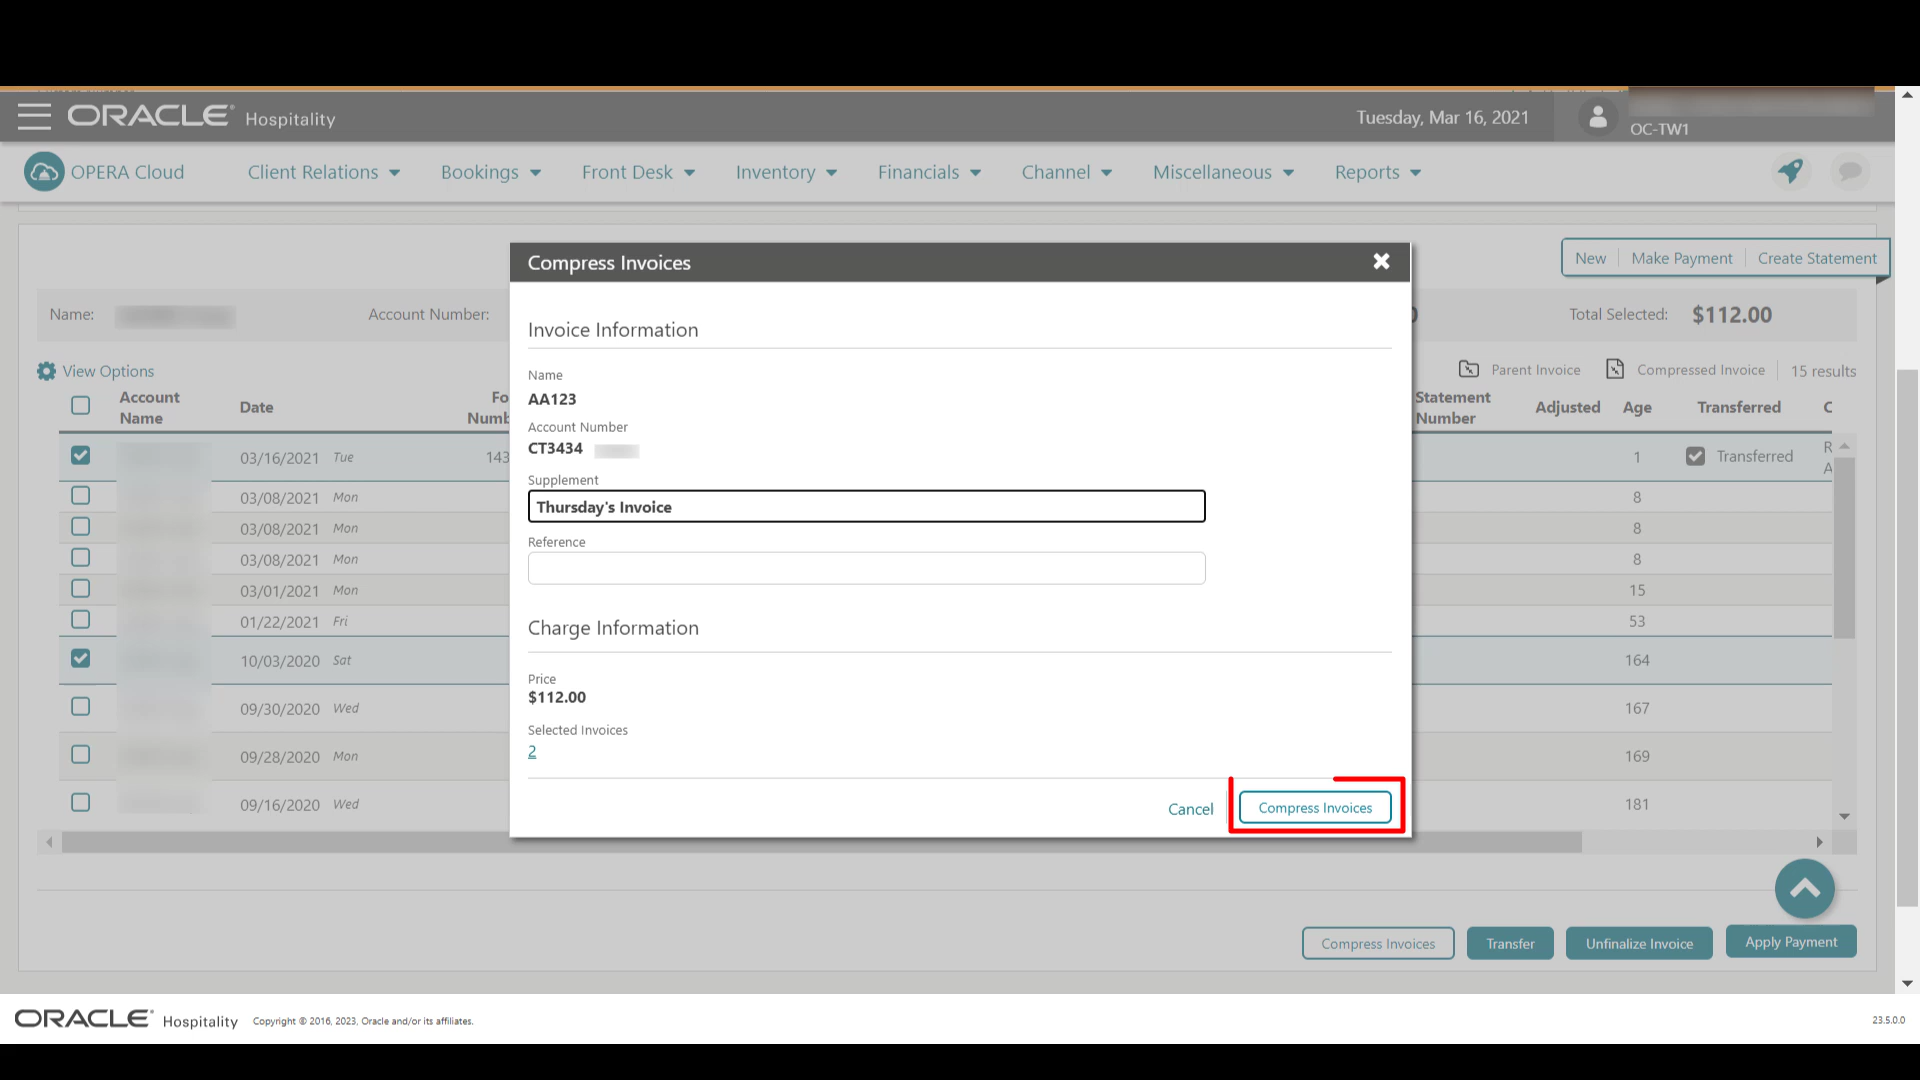 ORACLE Hospitality
Tuesday, Mar 16, 2021
OC-TW1
OPERA Cloud
Client Relations
Bookings
Front Desk
Inventory
Financials
Channel
Miscellaneous
Reports
New
Make Payment
Create Statement
Name:
Account Number:
Total Selected: $112.00
View Options
Parent Invoice
Compressed Invoice
15 results
Account Name
Date
Statement Number
Adjusted
Age
Transferred
03/16/2021 Tue 143
1
Transferred
03/08/2021 Mon
8
03/08/2021 Mon
8
03/08/2021 Mon
8
03/01/2021 Mon
15
01/22/2021 Fri
53
10/03/2020 Sat
164
09/30/2020 Wed
167
09/28/2020 Mon
169
09/16/2020 Wed
181
Compress Invoices
Invoice Information
Name
AA123
Account Number
CT3434
Supplement
Thursday's Invoice
Reference
Charge Information
Price
$112.00
Selected Invoices
2
Cancel
Compress Invoices
Compress Invoices
Transfer
Unfinalize Invoice
Apply Payment
ORACLE Hospitality
Copyright © 2016, 2023, Oracle and/or its affiliates.
23.5.0.0